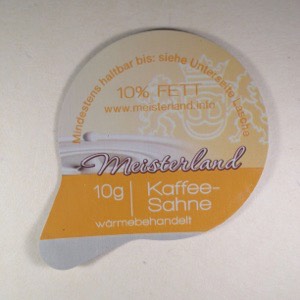 Mindestens haltbar bis: siehe Unterseite Lasche
10% FETT
www.meisterland.info
Meisterland
10g
Kaffee-
Sahne
wärmebehandelt